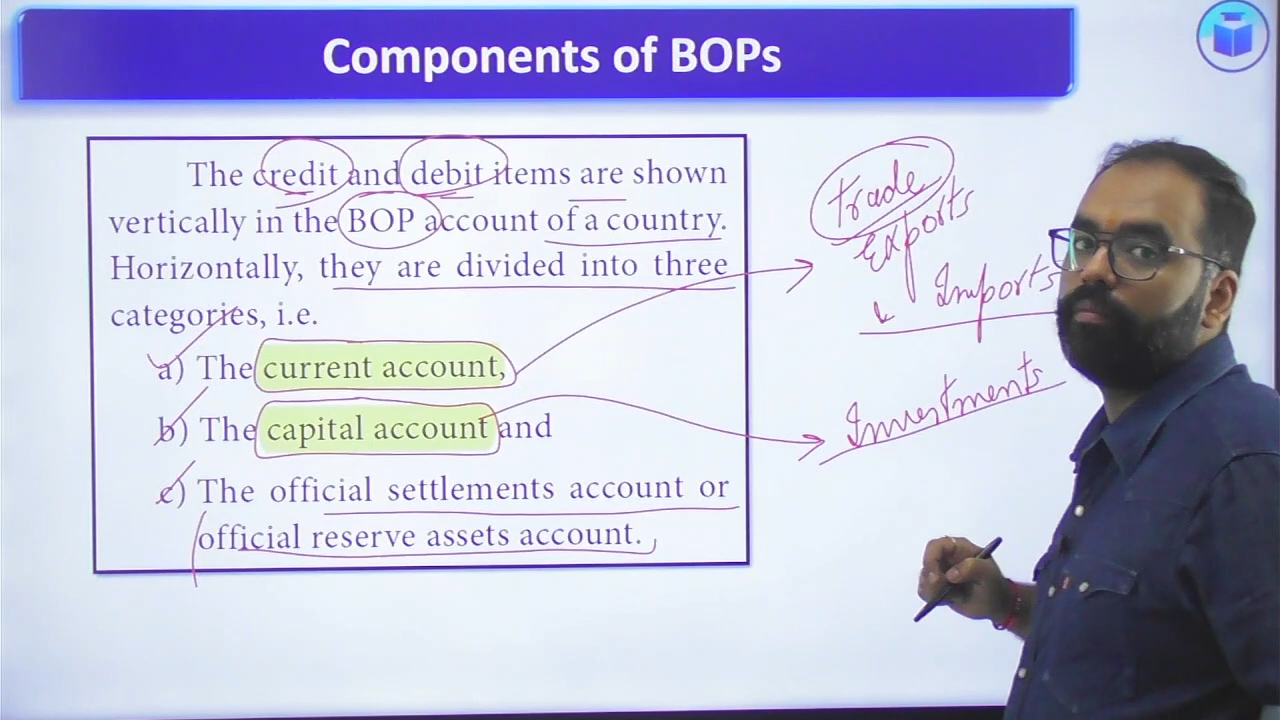 Components of BOPs
The credit and debit items are shown
vertically in the BOP account of a country.
Horizontally, they are divided into three
categories, i.e.
a) The current account,
b) The capital account and
c) The official settlements account or
official reserve assets account.
trade
Exports
Imports
Investments